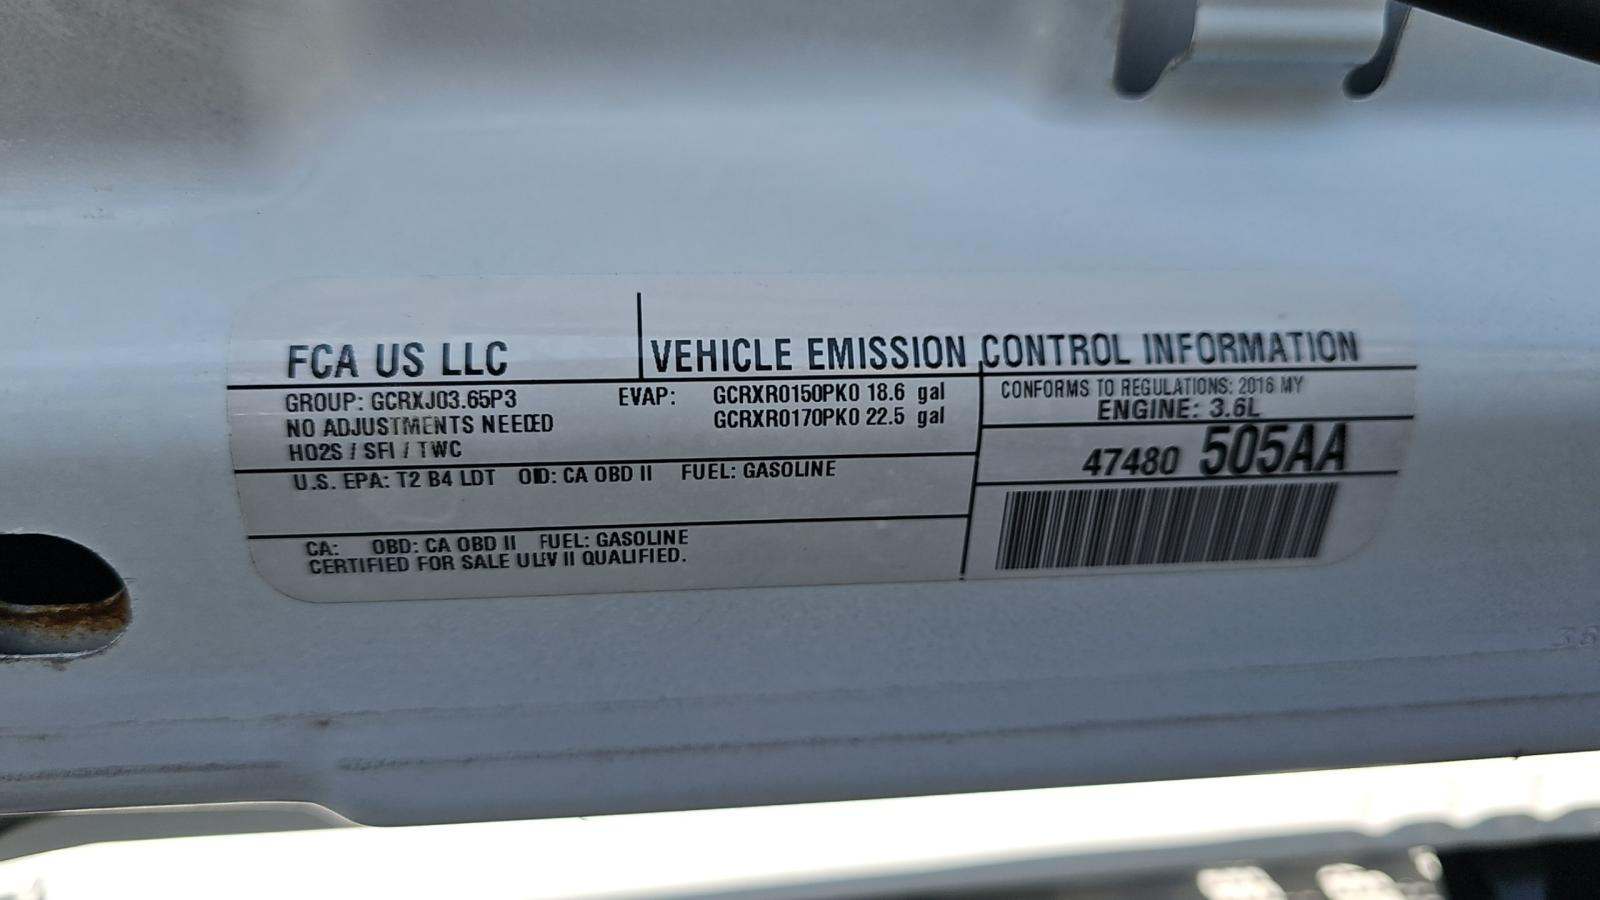 FCA US LLC
VEHICLE EMISSION CONTROL INFORMATION
GROUP: GCRXJ03.65P3
NO ADJUSTMENTS NEEDED
HO2S / SFI / TWC
EVAP: GCRXR0150PK0 18.6 gal
GCRXR0170PK0 22.5 gal
CONFORMS TO REGULATIONS: 2016 MY
ENGINE: 3.6L
47480 505AA
U.S. EPA: T2 B4 LDT OBD: CA OBD II FUEL: GASOLINE
CA: OBD: CA OBD II FUEL: GASOLINE
CERTIFIED FOR SALE ULEV II QUALIFIED.